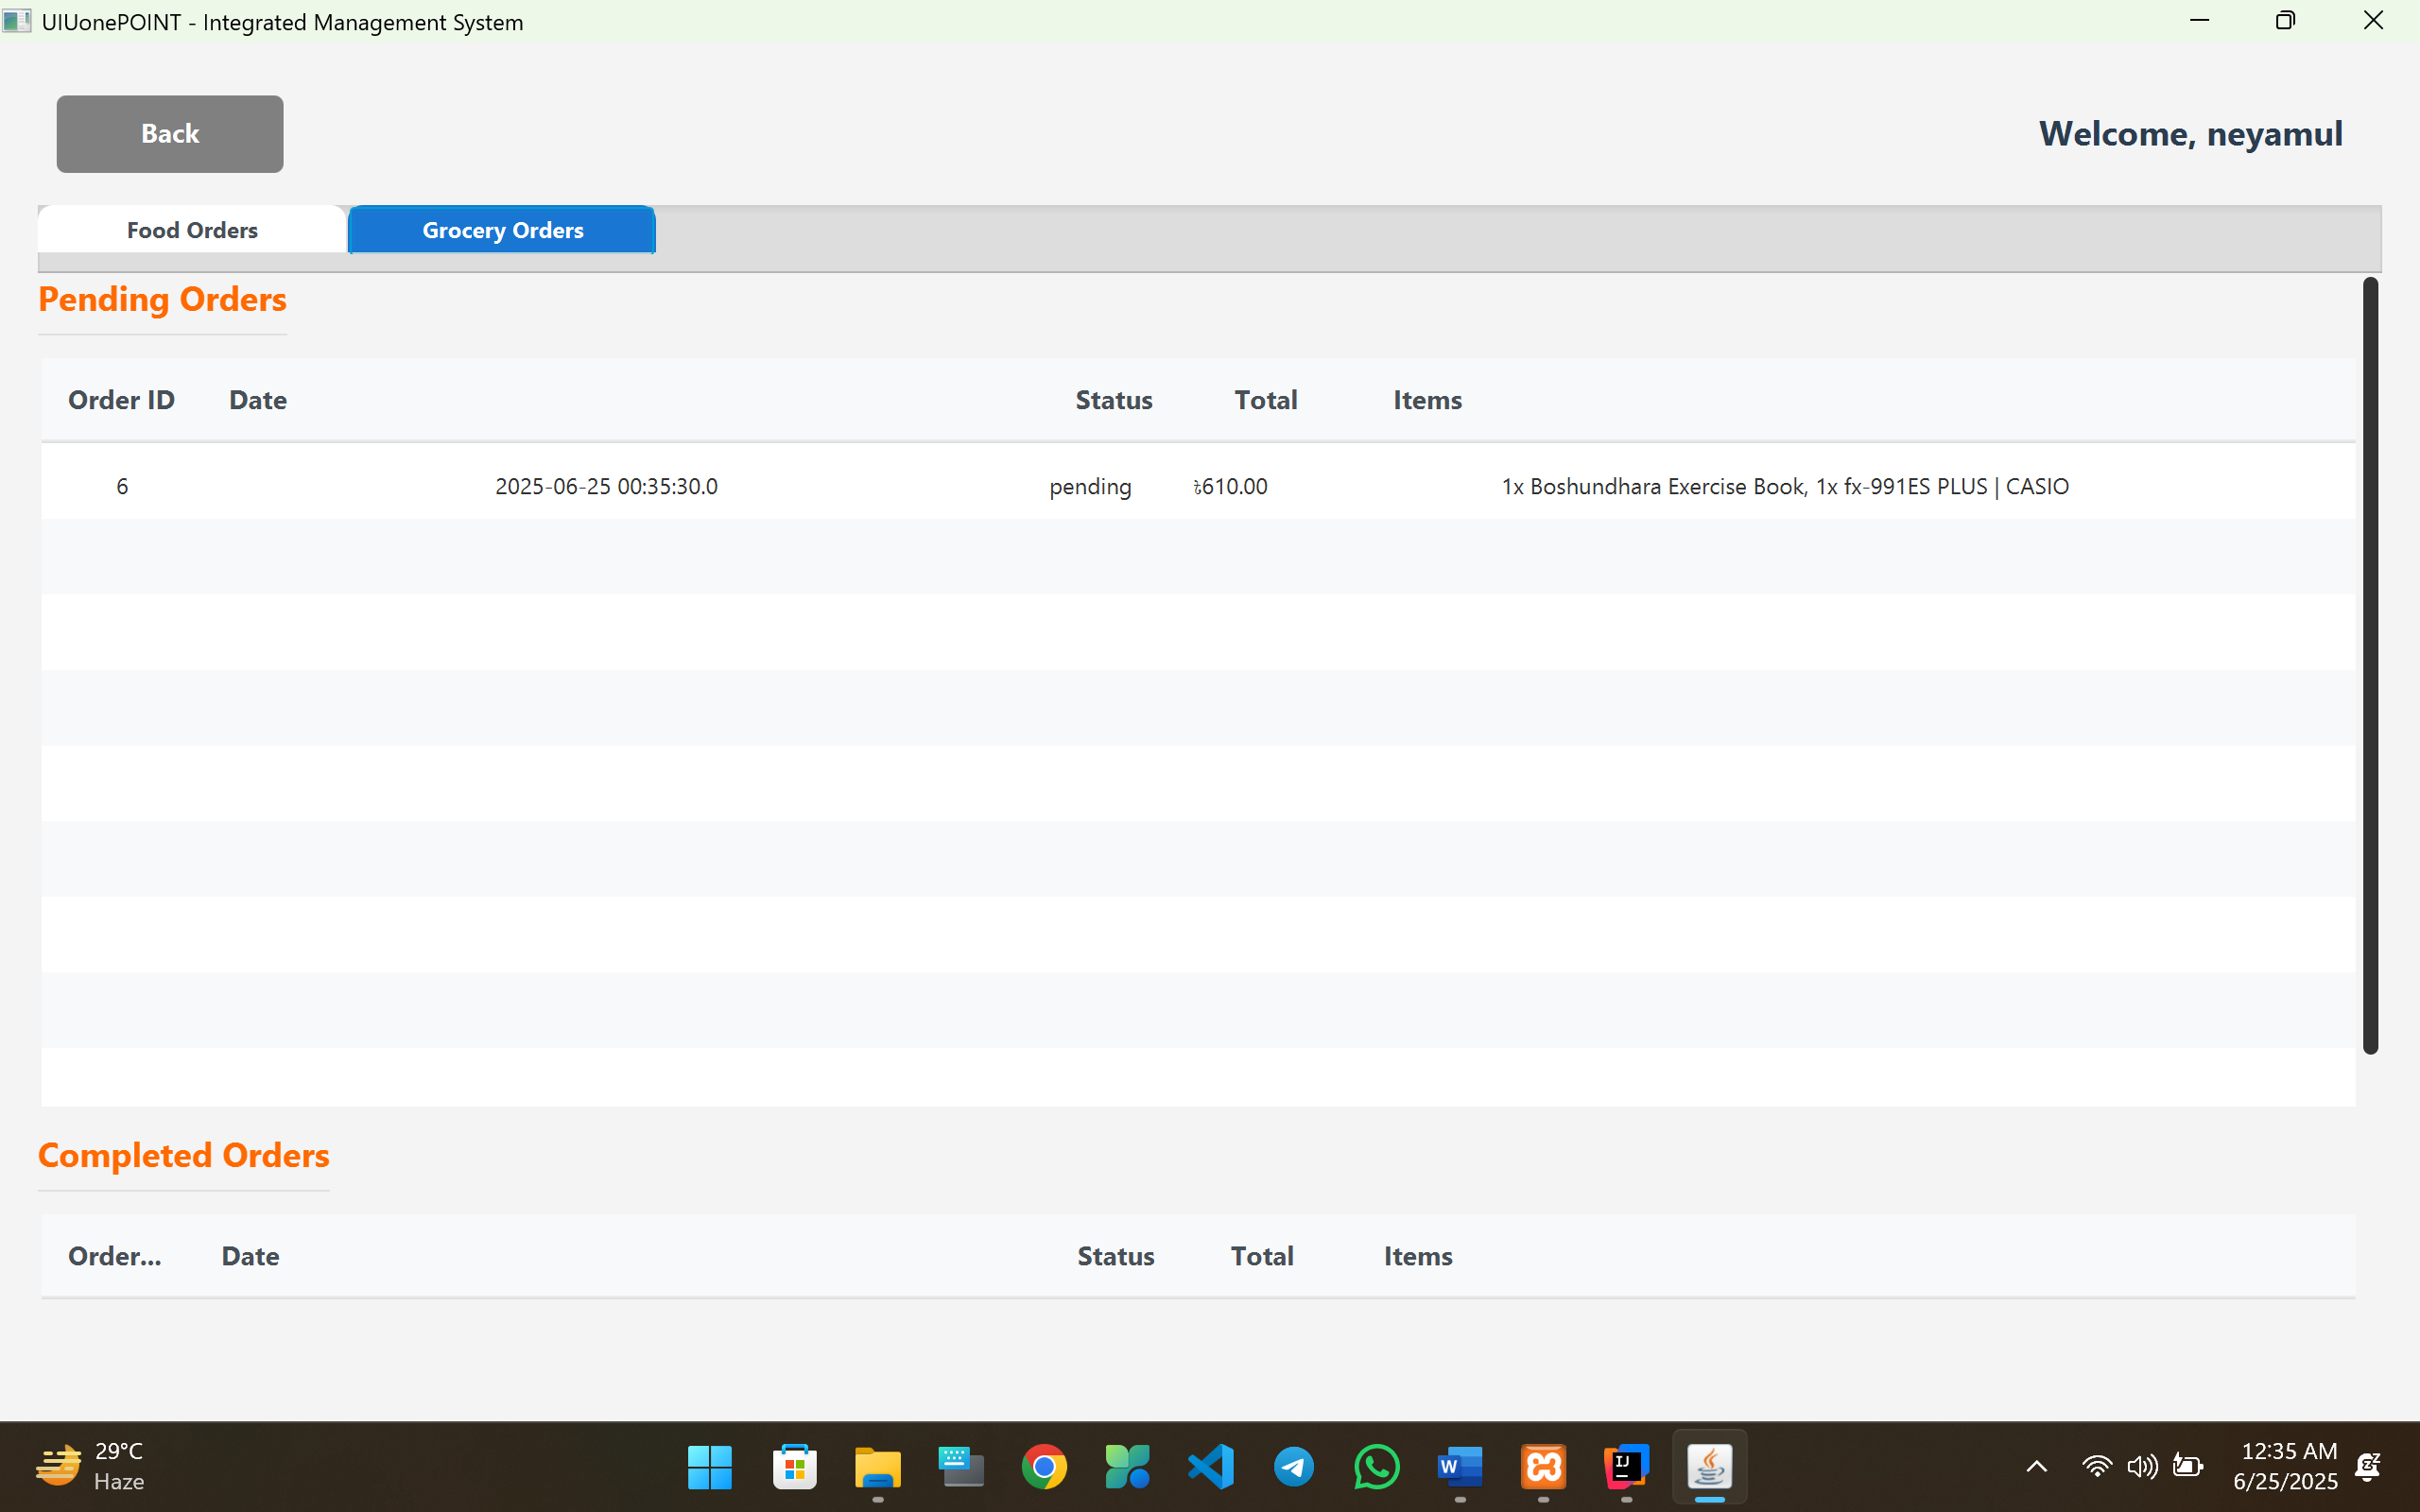 UIUonePOINT - Integrated Management System
Back
Welcome, neyamul
Food Orders
Grocery Orders
Pending Orders
Order ID Date Status Total Items
6 2025-06-25 00:35:30.0 pending ৳610.00 1x Boshundhara Exercise Book, 1x fx-991ES PLUS | CASIO
Completed Orders
Order... Date Status Total Items
29°C
Haze
W
IJ
12:35 AM
6/25/2025